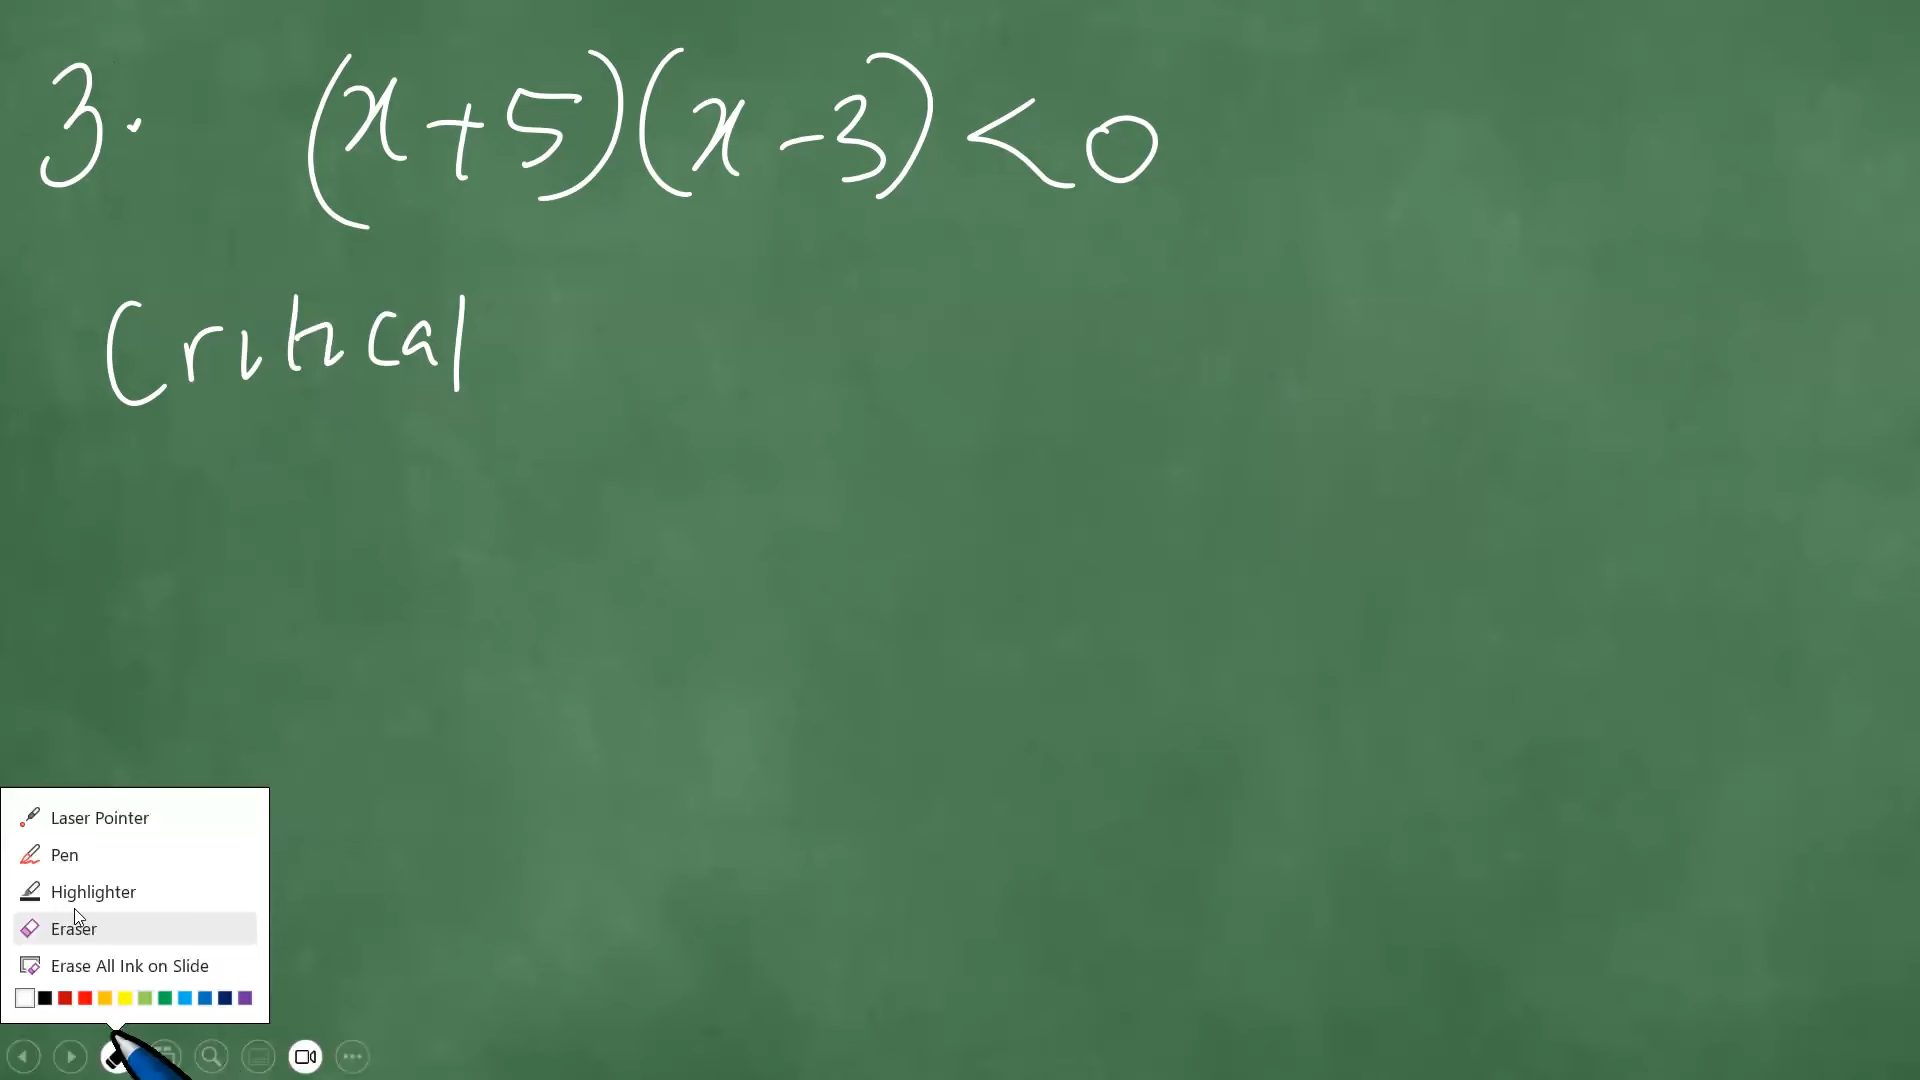 3. (x+5)(x-3)<0
Critical
Laser Pointer
Pen
Highlighter
Eraser
Erase All Ink on Slide